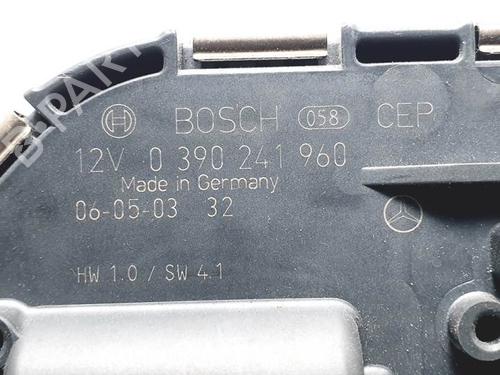 BOSCH 058 CEP
12V 0 390 241 960
Made in Germany
06-05-03 32
HW 1.0 / SW 4.1